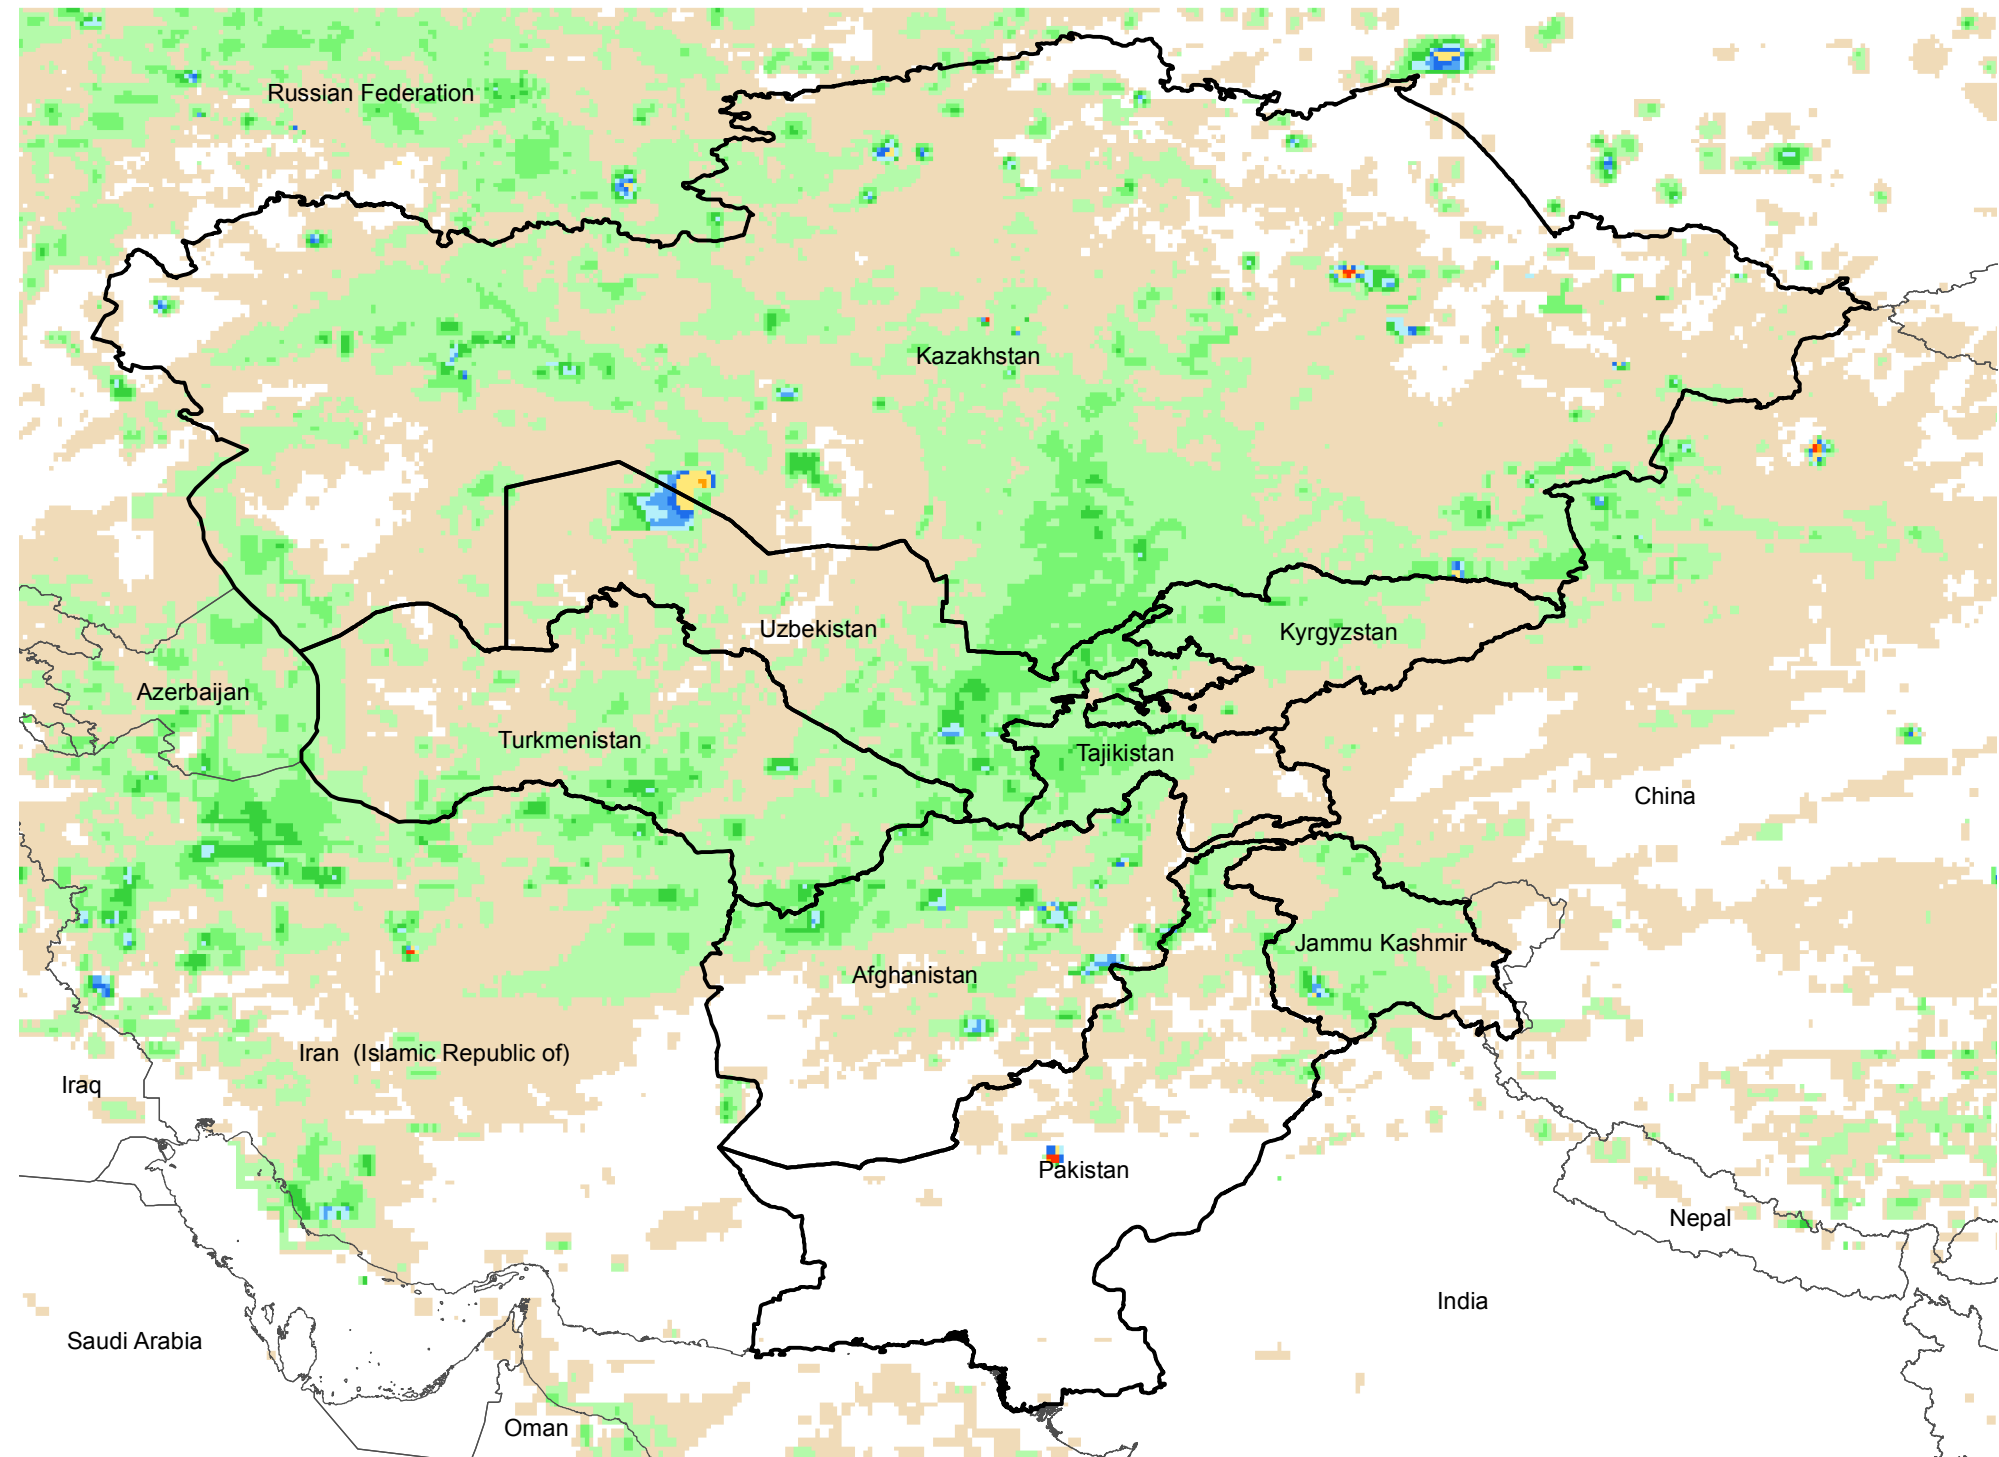 Russian Federation
Kazakhstan
Uzbekistan
Kyrgyzstan
Azerbaijan
Turkmenistan
Tajikistan
China
Jammu Kashmir
Afghanistan
Iran  (Islamic Republic of)
Iraq
Pakistan
Nepal
India
Saudi Arabia
Oman